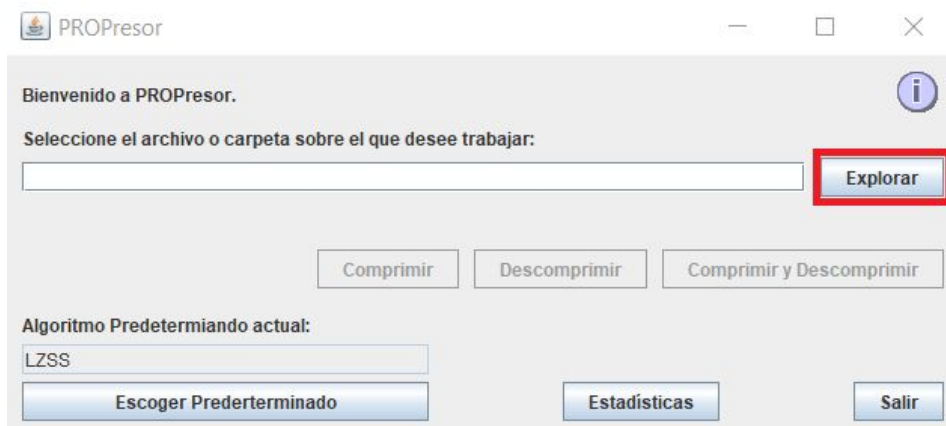 PROPresor
Bienvenido a PROPresor.
Seleccione el archivo o carpeta sobre el que desee trabajar:
Explorar
Comprimir Descomprimir Comprimir y Descomprimir
Algoritmo Predetermiando actual:
LZSS
Escoger Prederterminado Estadísticas Salir